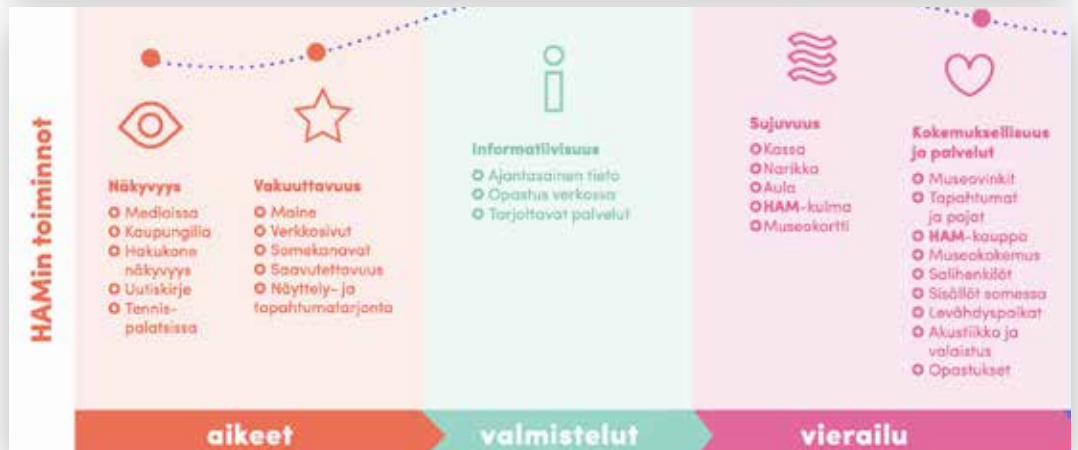 HAMin toiminnot
Näkyvyys
Medioissa
Kaupungilla
Hakukone
näkyvyys
Uutiskirje
Tennis-
palatsissa
Vakuuttavuus
Maine
Verkkosivut
Somekanavat
Saavutettavuus
Näyttely- ja
tapahtumatarjonta
Informatiivisuus
Ajantasainen tieto
Opastus verkossa
Tarjottavat palvelut
Sujuvuus
Kassa
Narikka
Aula
HAM-kulma
Museokortti
Kokemuksellisuus
ja palvelut
Museovinkit
Tapahtumat
ja pajat
HAM-kauppa
Museokokemus
Salihenkilöt
Sisällöt somessa
Levähdyspaikat
Akustiikka ja
valaistus
Opastukset
aikeet
valmistelut
vierailu